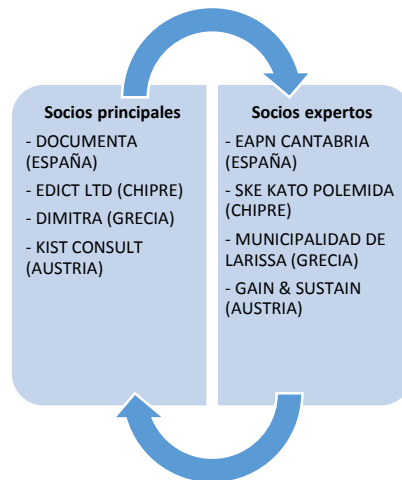 Socios principales
- DOCUMENTA
(ESPAÑA)
- EDICT LTD (CHIPRE)
- DIMITRA (GRECIA)
- KIST CONSULT
(AUSTRIA)
Socios expertos
- EAPN CANTABRIA
(ESPAÑA)
- SKE KATO POLEMIDA
(CHIPRE)
- MUNICIPALIDAD DE
LARISSA (GRECIA)
- GAIN & SUSTAIN
(AUSTRIA)